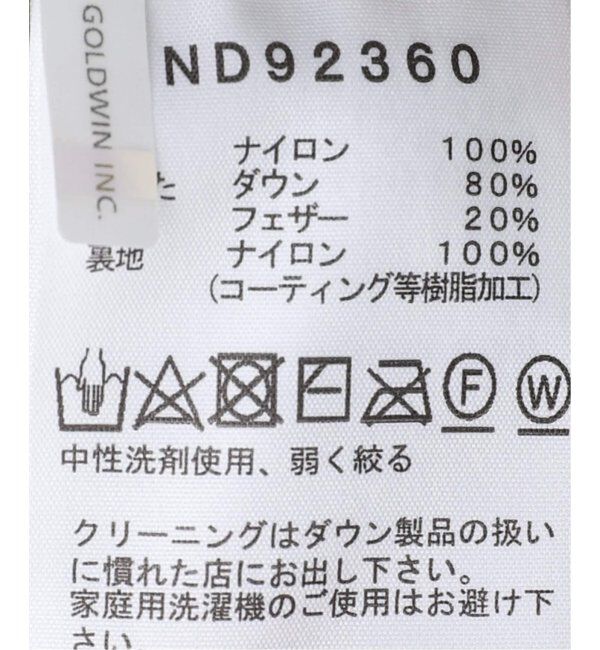 GOLDWIN INC.
ND92360
ナイロン 100%
た ダウン 80%
フェザー 20%
裏地 ナイロン 100%
(コーティング等樹脂加工)
F W
中性洗剤使用、弱く絞る
クリーニングはダウン製品の扱い
に慣れた店にお出し下さい。
家庭用洗濯機のご使用はお避け下
さい